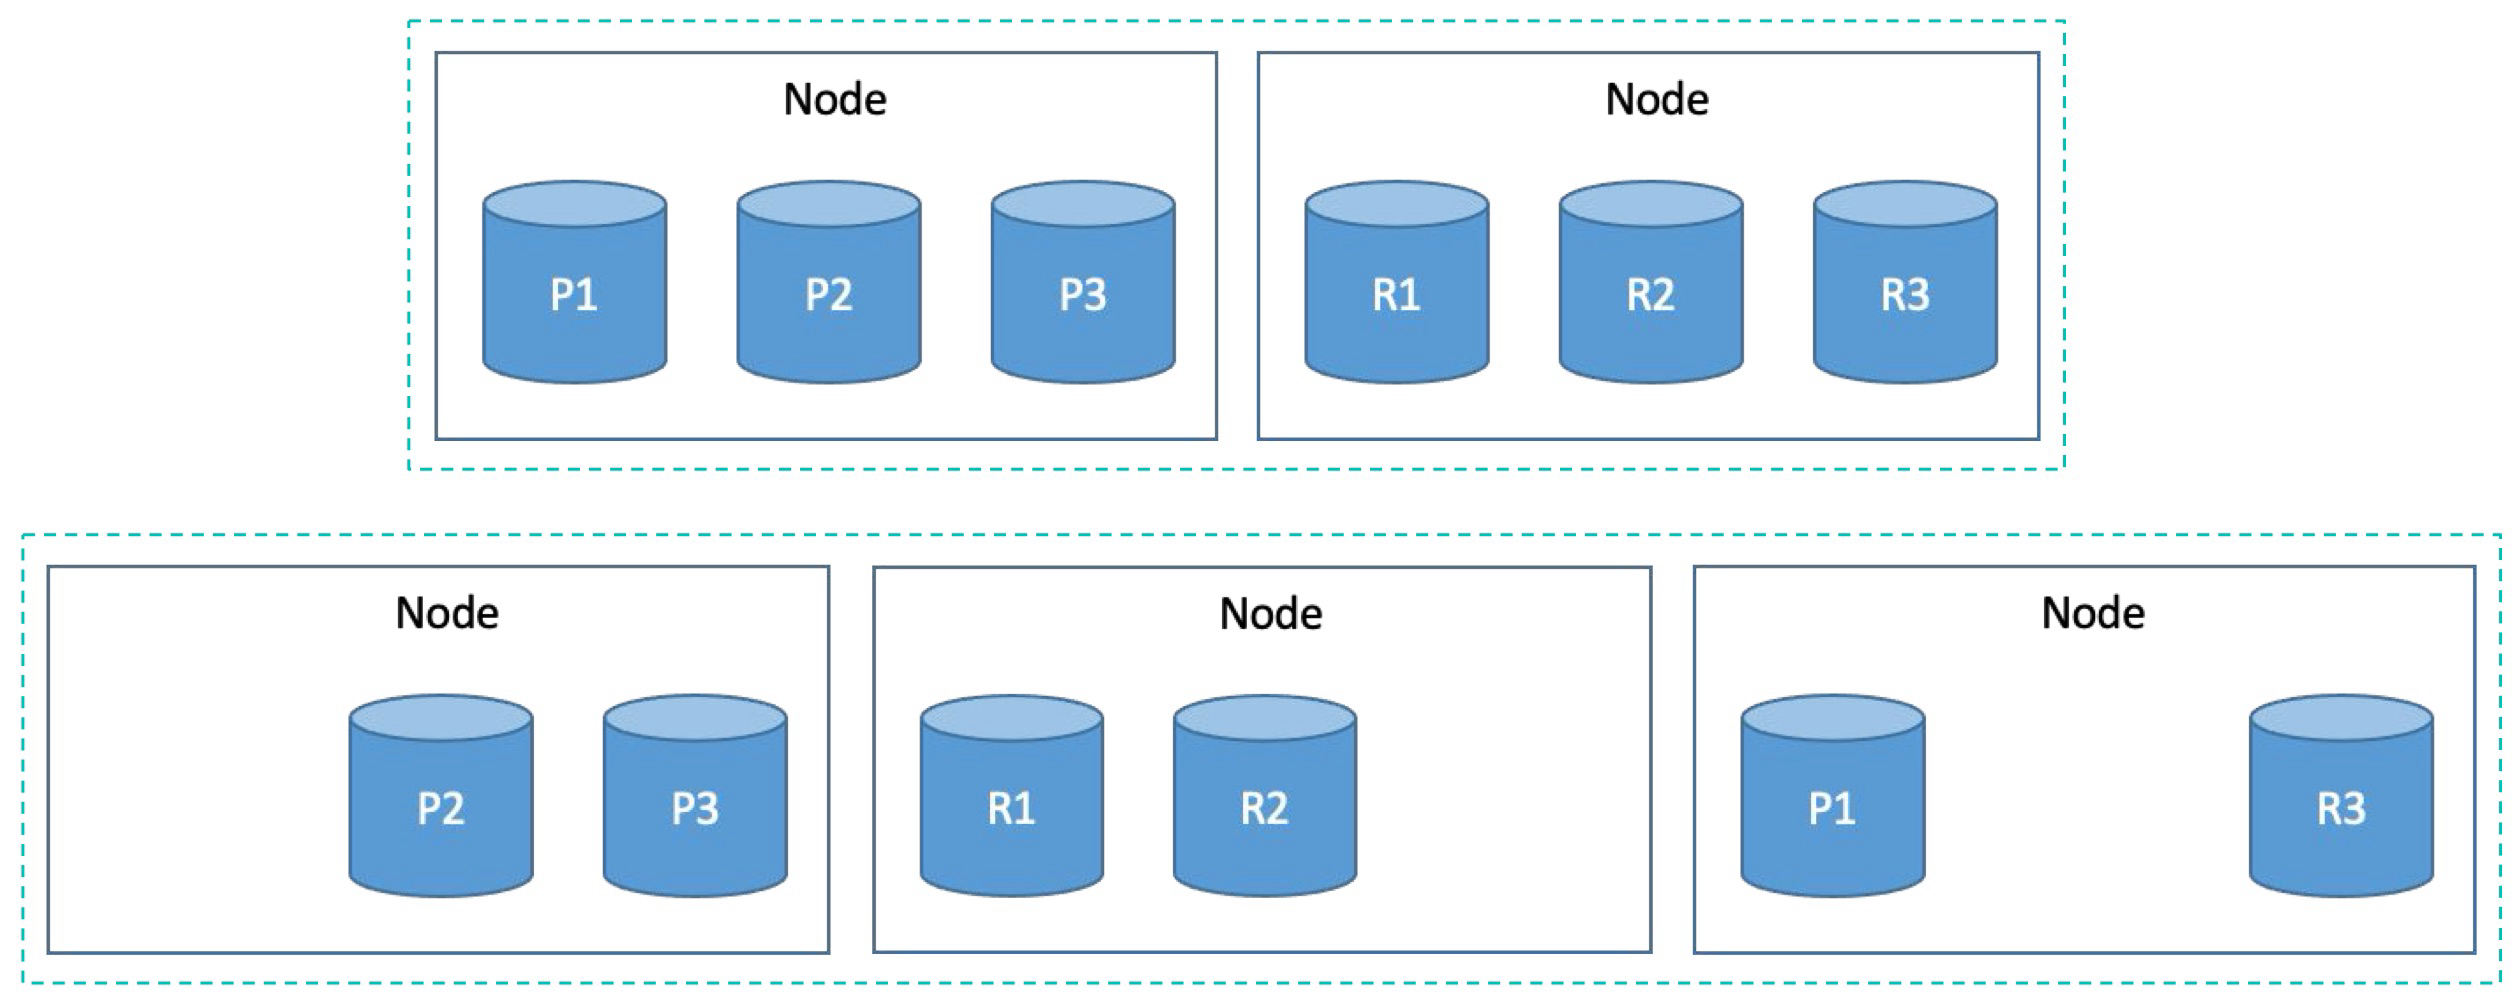 Node
Node
P1 P2 P3
R1 R2 R3
Node
Node
Node
P2 P3
R1 R2
P1 R3